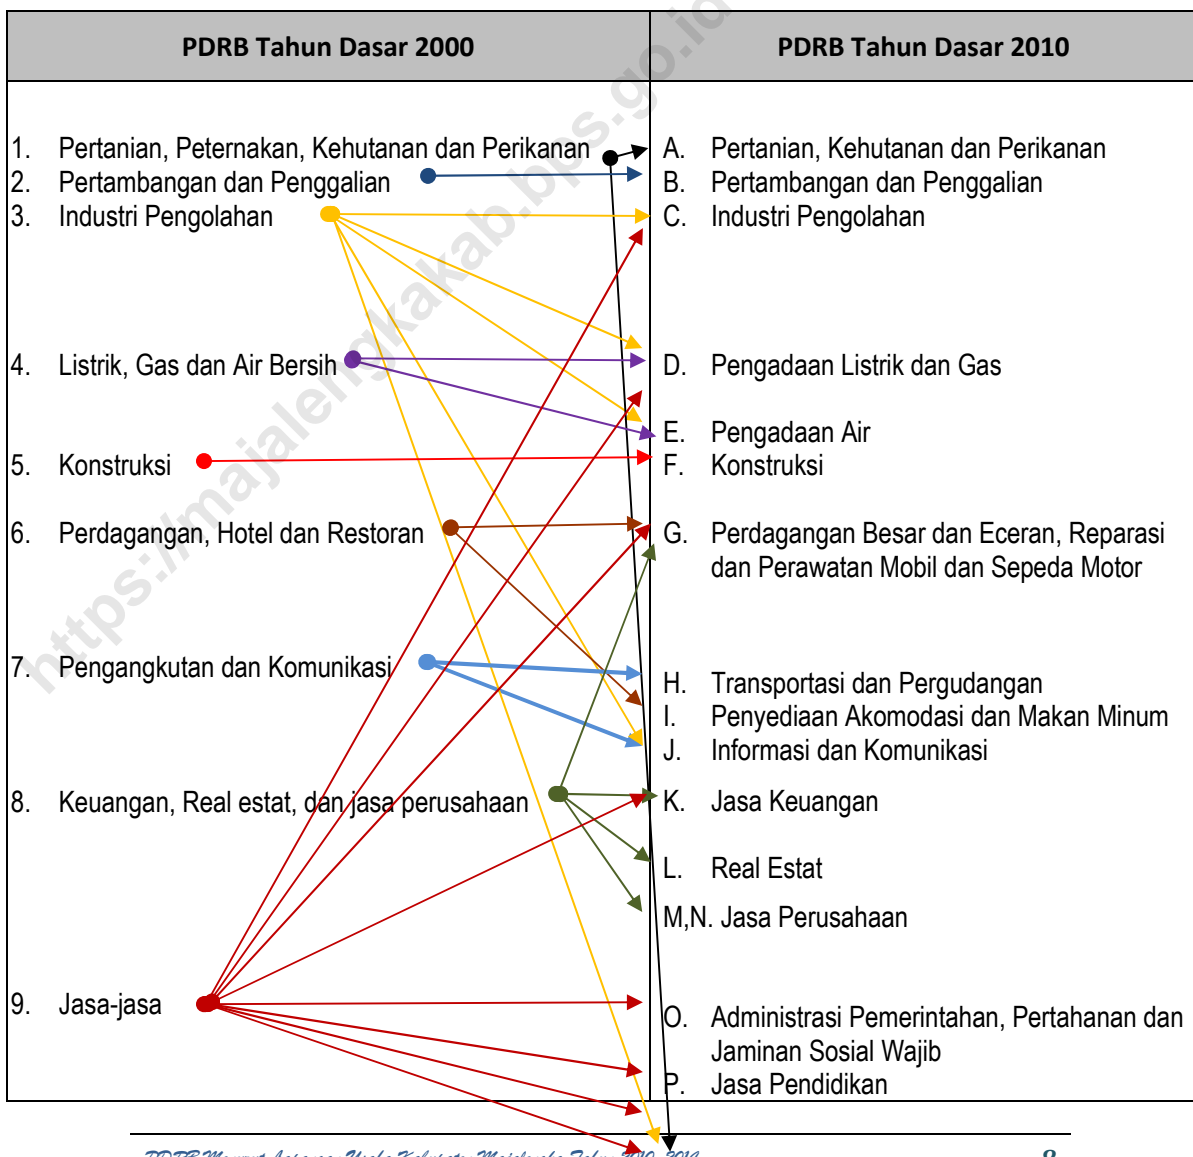 PDRB Tahun Dasar 2000
PDRB Tahun Dasar 2010
1. Pertanian, Peternakan, Kehutanan dan Perikanan
2. Pertambangan dan Penggalian
3. Industri Pengolahan
4. Listrik, Gas dan Air Bersih
5. Konstruksi
6. Perdagangan, Hotel dan Restoran
7. Pengangkutan dan Komunikasi
8. Keuangan, Real estat, dan jasa perusahaan
9. Jasa-jasa
A. Pertanian, Kehutanan dan Perikanan
B. Pertambangan dan Penggalian
C. Industri Pengolahan
D. Pengadaan Listrik dan Gas
E. Pengadaan Air
F. Konstruksi
G. Perdagangan Besar dan Eceran, Reparasi
dan Perawatan Mobil dan Sepeda Motor
H. Transportasi dan Pergudangan
I. Penyediaan Akomodasi dan Makan Minum
J. Informasi dan Komunikasi
K. Jasa Keuangan
L. Real Estat
M,N. Jasa Perusahaan
O. Administrasi Pemerintahan, Pertahanan dan
Jaminan Sosial Wajib
P. Jasa Pendidikan
https://majalengkakab.bps.go.id